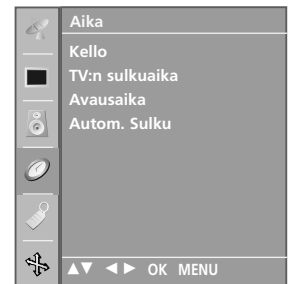 Aika
Kello
TV:n sulkuaika
Avausaika
Autom. Sulku
▲▼ ◄► OK MENU